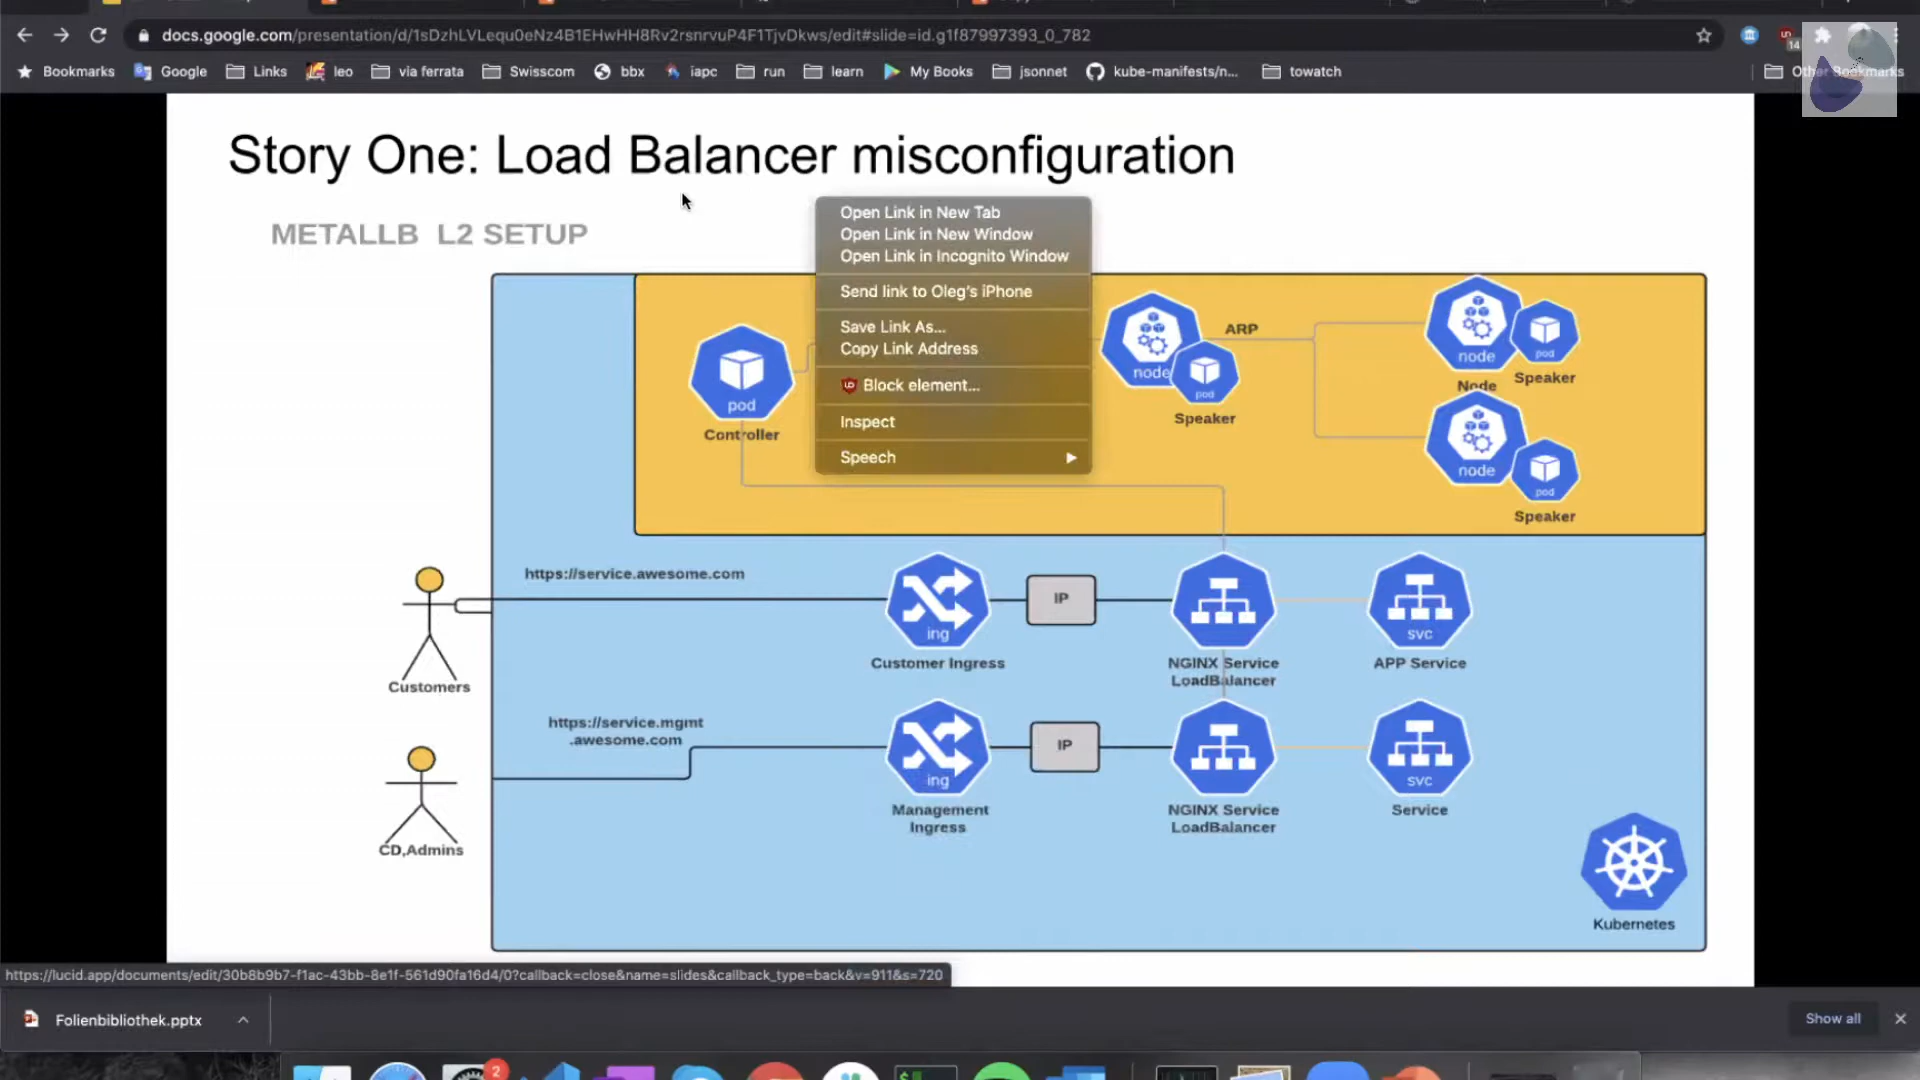 docs.google.com/presentation/d/1sDzhLVLequ0eNz4B1EHwHH8Rv2rsnrvuP4F1TjvDkws/edit#slide=id.g1f87997393_0_782
14
Bookmarks
Google
Links
leo
via ferrata
Swisscom
bbx
iapc
run
learn
My Books
jsonnet
kube-manifests/n...
towatch
Other Bookmarks
Story One: Load Balancer misconfiguration
METALLB L2 SETUP
Open Link in New Tab
Open Link in New Window
Open Link in Incognito Window
Send link to Oleg's iPhone
Save Link As...
Copy Link Address
Block element...
Inspect
Speech
pod
Controller
node
pod
Speaker
ARP
node
Node
pod
Speaker
node
pod
Speaker
https://service.awesome.com
Customers
ing
Customer Ingress
IP
NGINX Service
LoadBalancer
svc
APP Service
https://service.mgmt
.awesome.com
CD,Admins
ing
Management
Ingress
IP
NGINX Service
LoadBalancer
svc
Service
Kubernetes
https://lucid.app/documents/edit/30b8b9b7-f1ac-43bb-8e1f-561d90fa16d4/0?callback=close&name=slides&callback_type=back&v=911&s=720
Folienbibliothek.pptx
Show all
2